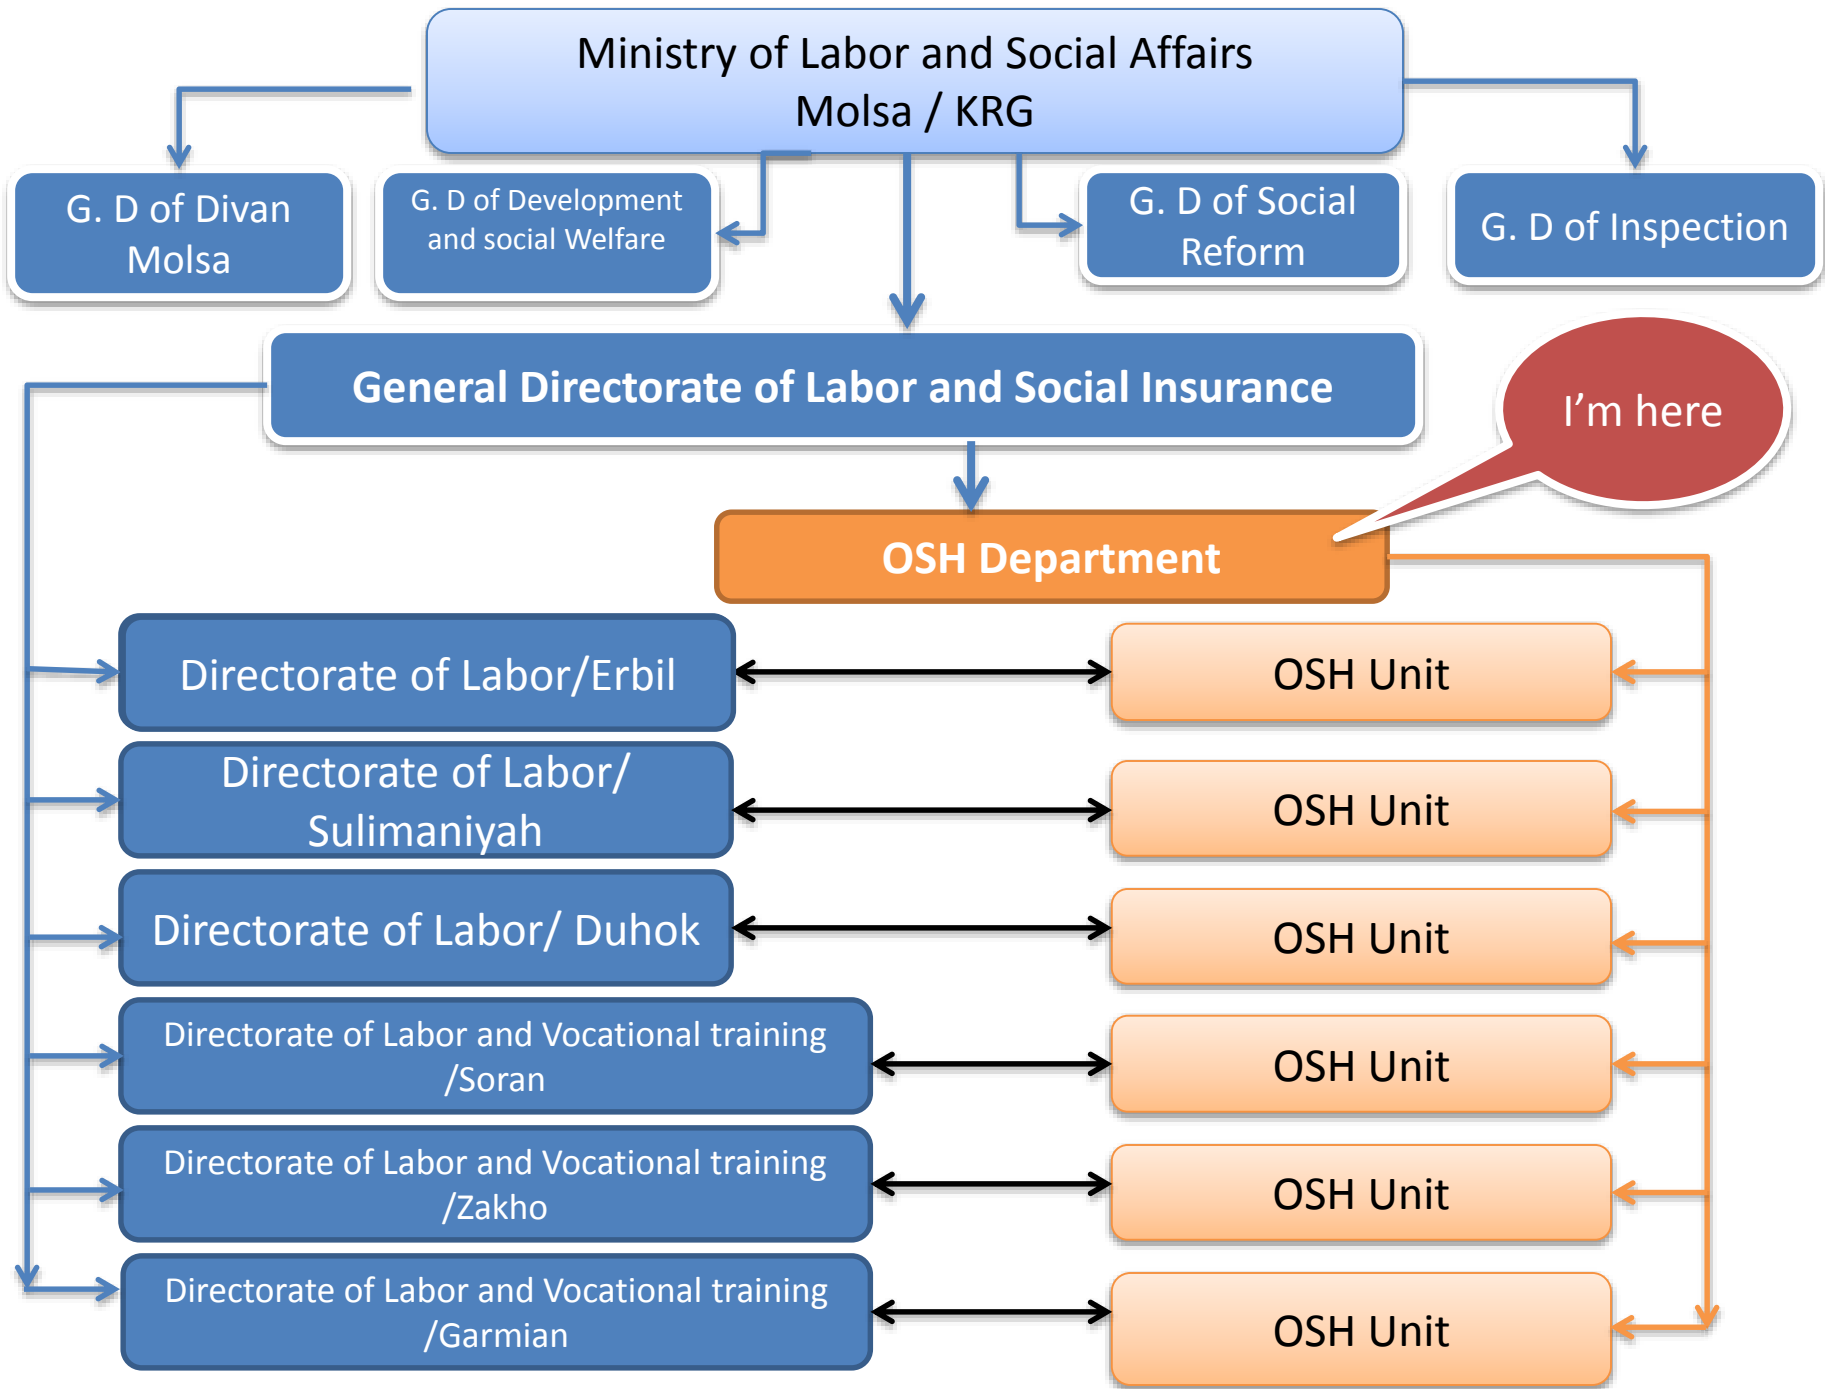 Ministry of Labor and Social Affairs
Molsa / KRG
G. D of Divan
Molsa
G. D of Development
and social Welfare
G. D of Social
Reform
G. D of Inspection
General Directorate of Labor and Social Insurance
I’m here
OSH Department
Directorate of Labor/Erbil
OSH Unit
Directorate of Labor/
Sulimaniyah
OSH Unit
Directorate of Labor/ Duhok
OSH Unit
Directorate of Labor and Vocational training
/Soran
OSH Unit
Directorate of Labor and Vocational training
/Zakho
OSH Unit
Directorate of Labor and Vocational training
/Garmian
OSH Unit